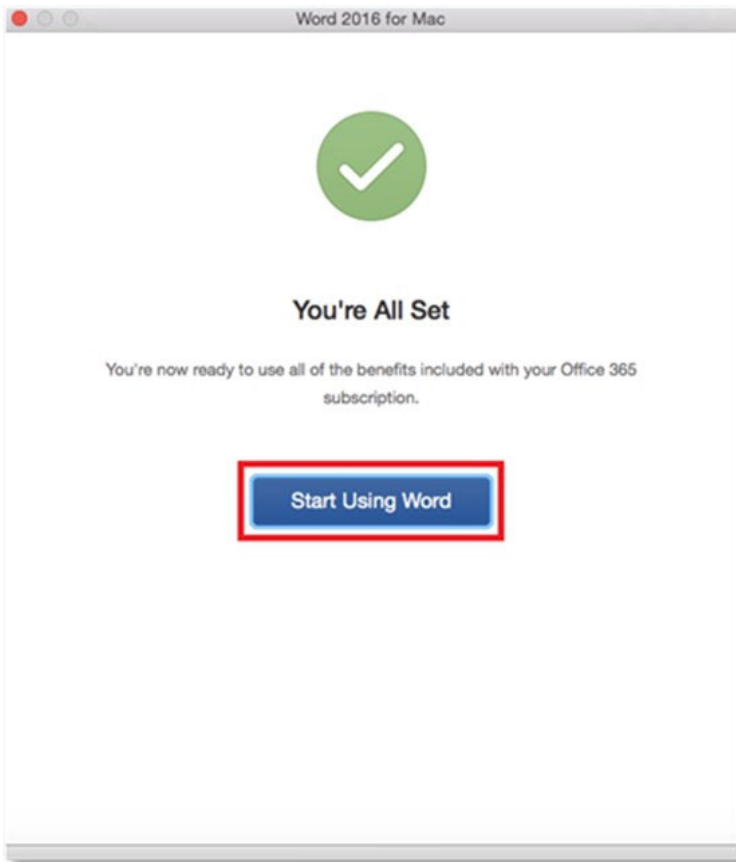 Word 2016 for Mac
You're All Set
You're now ready to use all of the benefits included with your Office 365
subscription.
Start Using Word